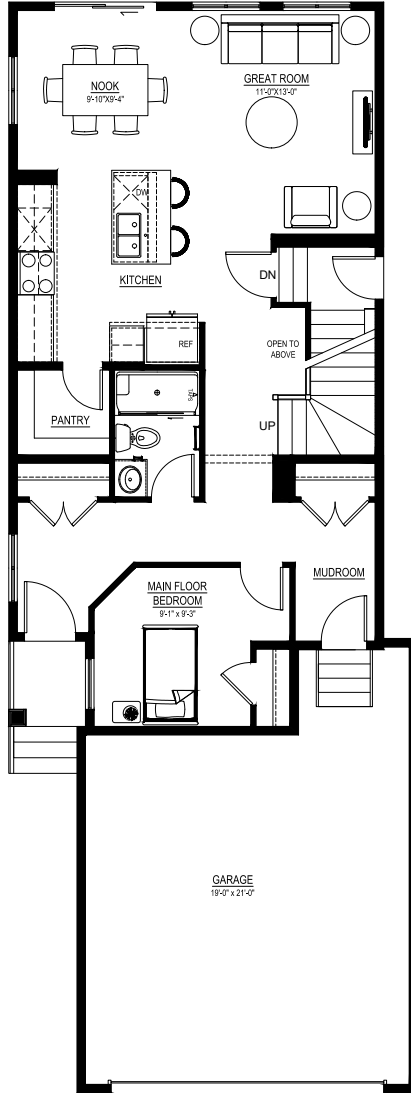 NOOK
9'-10"X9'-4"
GREAT ROOM
11'-0"X13'-0"
DW
KITCHEN
DN
REF
OPEN TO
ABOVE
TAPS
PANTRY
UP
MAIN FLOOR
BEDROOM
9'-1" x 9'-3"
MUDROOM
GARAGE
19'-0" x 21'-0"